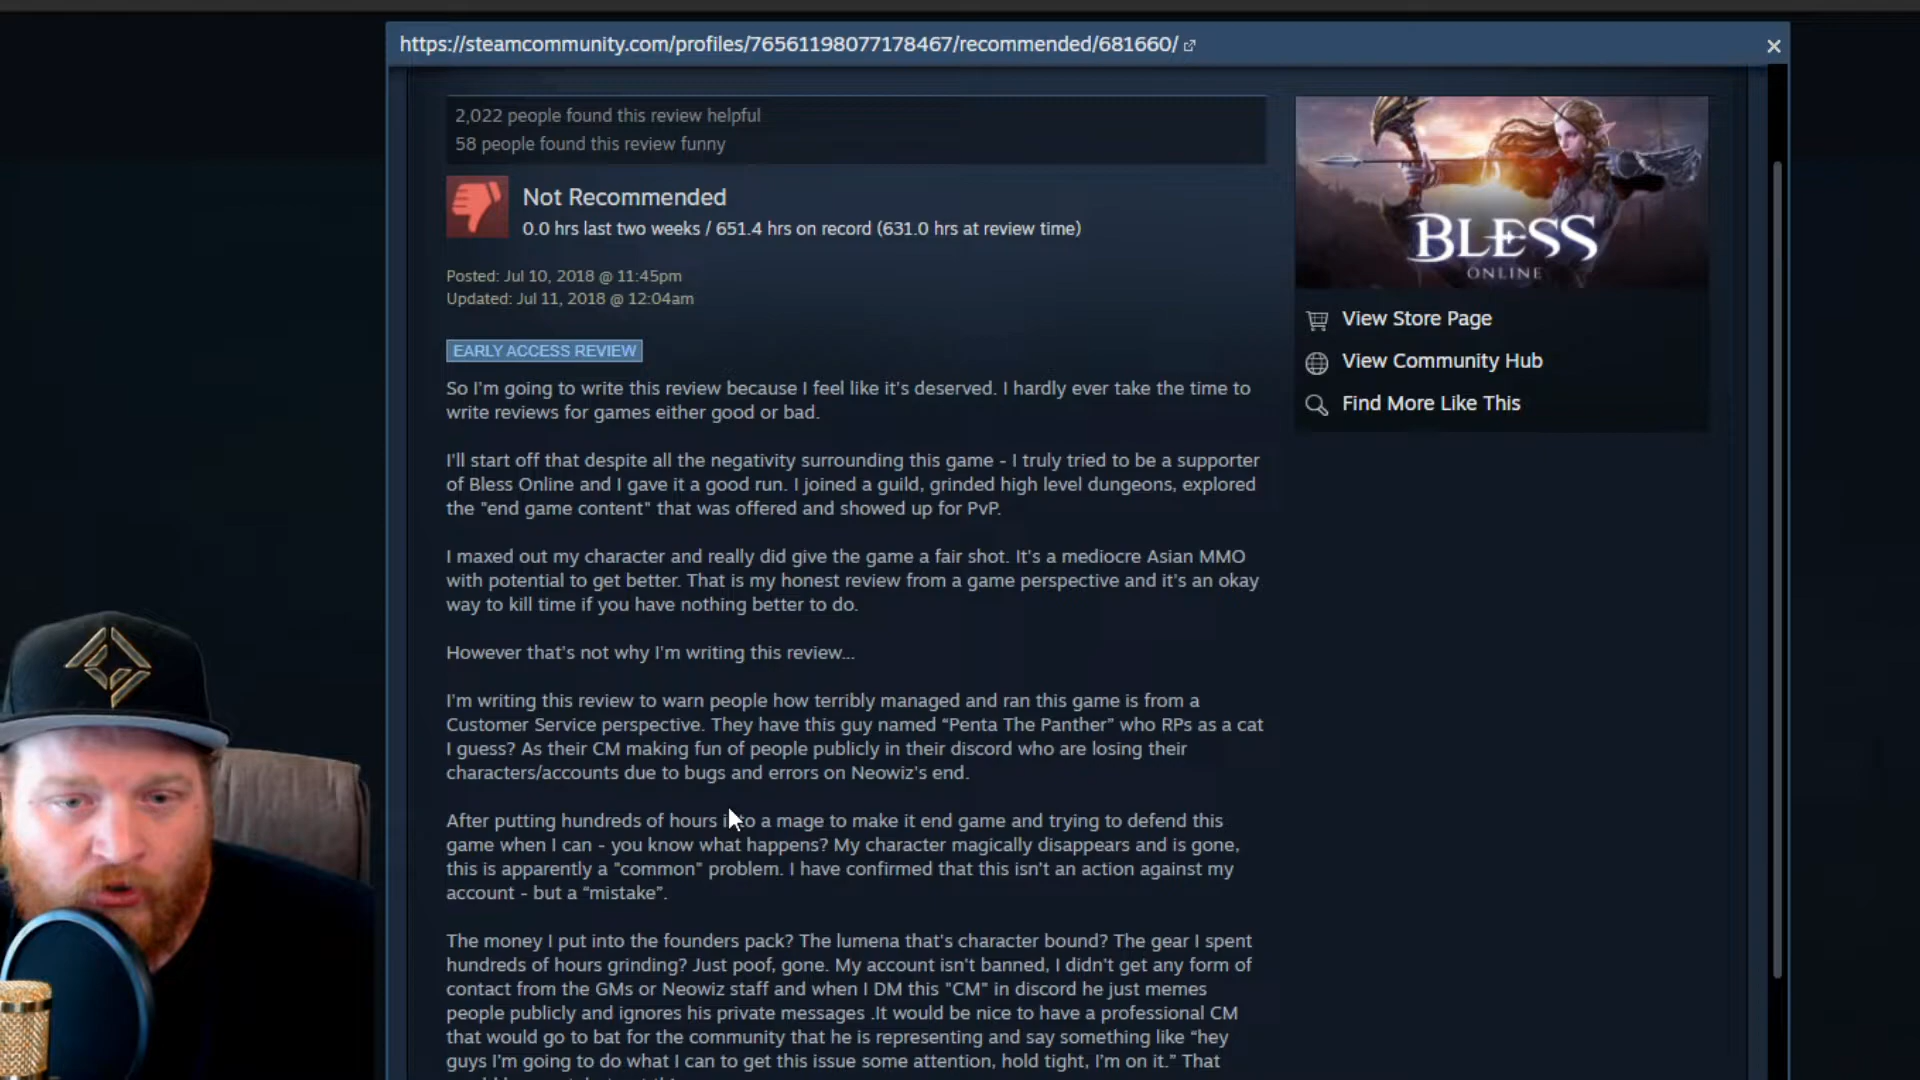 https://steamcommunity.com/profiles/76561198077178467/recommended/681660/
2,022 people found this review helpful
58 people found this review funny
Not Recommended
0.0 hrs last two weeks / 651.4 hrs on record (631.0 hrs at review time)
Posted: Jul 10, 2018 @ 11:45pm
Updated: Jul 11, 2018 @ 12:04am
EARLY ACCESS REVIEW
So I'm going to write this review because I feel like it's deserved. I hardly ever take the time to
write reviews for games either good or bad.
I'll start off that despite all the negativity surrounding this game - I truly tried to be a supporter
of Bless Online and I gave it a good run. I joined a guild, grinded high level dungeons, explored
the "end game content" that was offered and showed up for PvP.
I maxed out my character and really did give the game a fair shot. It's a mediocre Asian MMO
with potential to get better. That is my honest review from a game perspective and it's an okay
way to kill time if you have nothing better to do.
However that's not why I'm writing this review...
I'm writing this review to warn people how terribly managed and ran this game is from a
Customer Service perspective. They have this guy named “Penta The Panther” who RPs as a cat
I guess? As their CM making fun of people publicly in their discord who are losing their
characters/accounts due to bugs and errors on Neowiz's end.
After putting hundreds of hours into a mage to make it end game and trying to defend this
game when I can - you know what happens? My character magically disappears and is gone,
this is apparently a "common" problem. I have confirmed that this isn't an action against my
account - but a “mistake”.
The money I put into the founders pack? The lumena that's character bound? The gear I spent
hundreds of hours grinding? Just poof, gone. My account isn't banned, I didn't get any form of
contact from the GMs or Neowiz staff and when I DM this "CM" in discord he just memes
people publicly and ignores his private messages .It would be nice to have a professional CM
that would go to bat for the community that he is representing and say something like “hey
guys I'm going to do what I can to get this issue some attention, hold tight, I'm on it.” That
BLESS
ONLINE
View Store Page
View Community Hub
Find More Like This